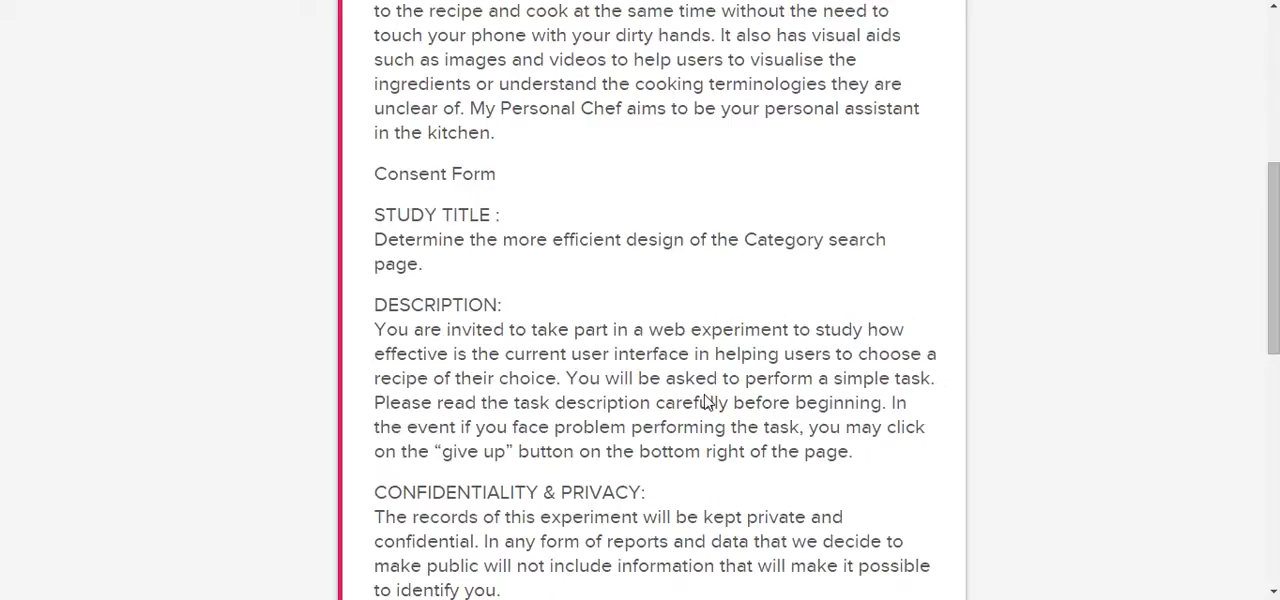 to the recipe and cook at the same time without the need to
touch your phone with your dirty hands. It also has visual aids
such as images and videos to help users to visualise the
ingredients or understand the cooking terminologies they are
unclear of. My Personal Chef aims to be your personal assistant
in the kitchen.
Consent Form
STUDY TITLE :
Determine the more efficient design of the Category search
page.
DESCRIPTION:
You are invited to take part in a web experiment to study how
effective is the current user interface in helping users to choose a
recipe of their choice. You will be asked to perform a simple task.
Please read the task description carefully before beginning. In
the event if you face problem performing the task, you may click
on the “give up” button on the bottom right of the page.
CONFIDENTIALITY & PRIVACY:
The records of this experiment will be kept private and
confidential. In any form of reports and data that we decide to
make public will not include information that will make it possible
to identify you.